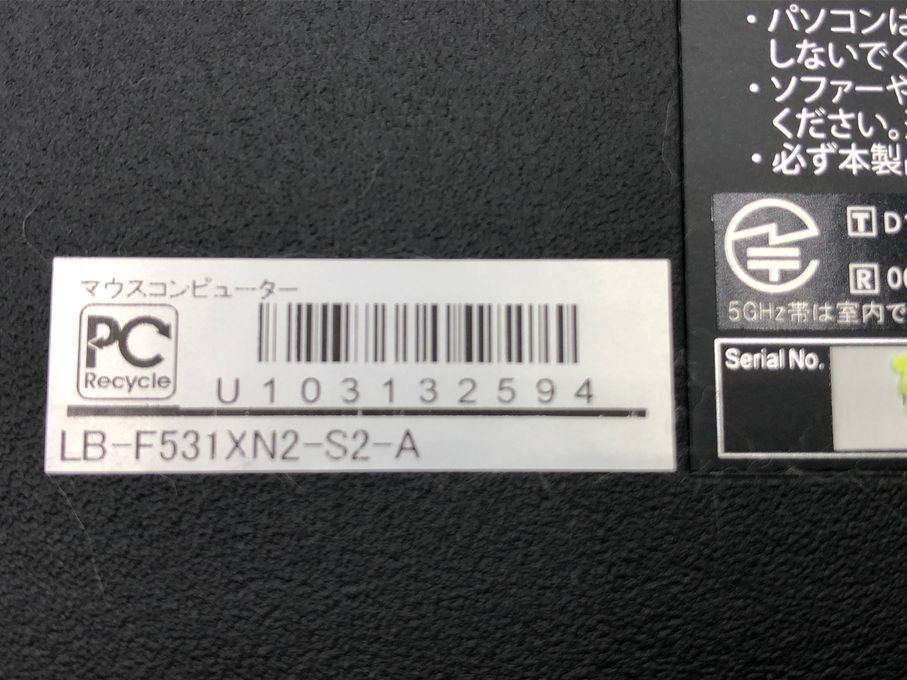 ・パソコンは
しないでく
・ソファーや
ください。
・必ず本製品
T D1
R 00
5GHz帯は室内で
マウスコンピューター
PC
Recycle
U103132594
LB-F531XN2-S2-A
Serial No.